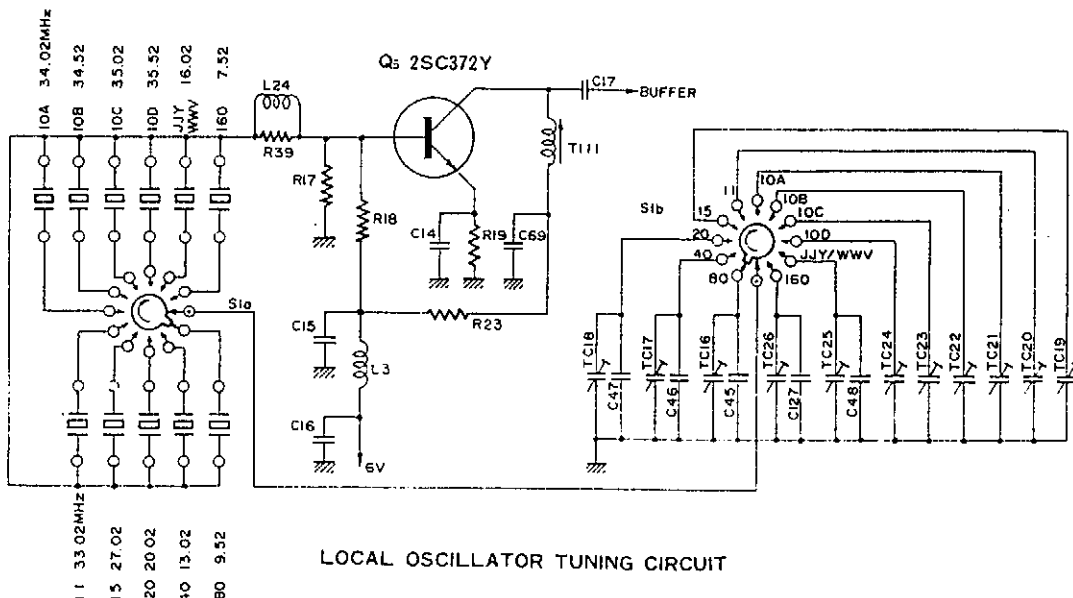 10A 34.02MHz
10B 34.52
10C 35.02
10D 35.52
JJY WWV 16.02
160 7.52
L24
R39
Q5 2SC372Y
C17
BUFFER
T111
R17
R18
C14
R19
C69
S1a
C15
R23
L3
C16
6V
11 33.02MHz
15 27.02
20 20.02
40 13.02
80 9.52
S1b
11
10A
10B
15
10C
20
10D
40
JJY/WWV
80
160
TC18
C47
TC17
C46
TC16
C45
TC26
C127
TC25
C48
TC24
TC23
TC22
TC21
TC20
TC19
LOCAL OSCILLATOR TUNING CIRCUIT